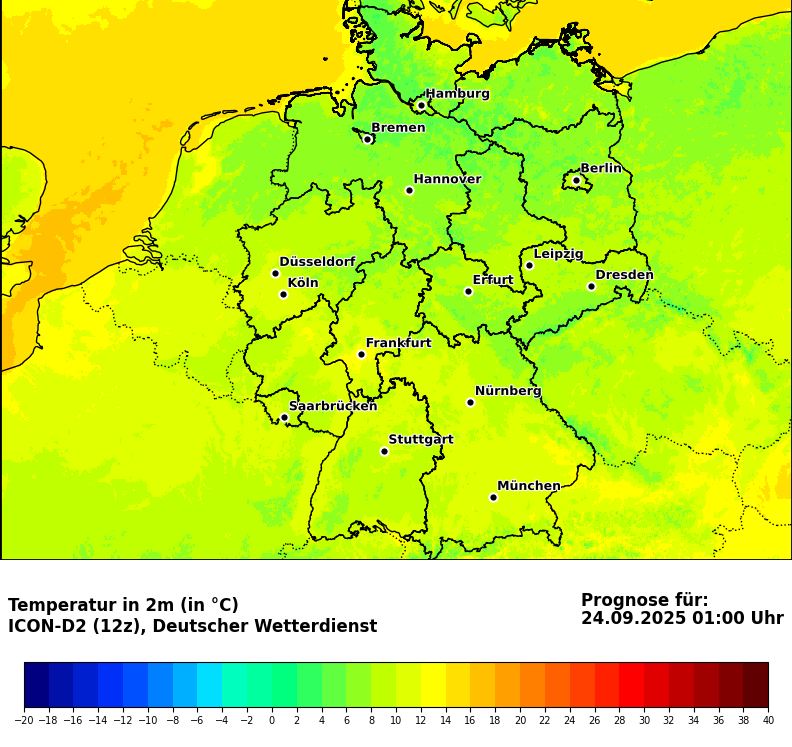 Hamburg
Bremen
Berlin
Hannover
Leipzig
Düsseldorf
Dresden
Köln
Erfurt
Frankfurt
Nürnberg
Saarbrücken
Stuttgart
München
Temperatur in 2m (in °C)
ICON-D2 (12z), Deutscher Wetterdienst
Prognose für:
24.09.2025 01:00 Uhr
−20 −18 −16 −14 −12 −10 −8 −6 −4 −2 0 2 4 6 8 10 12 14 16 18 20 22 24 26 28 30 32 34 36 38 40